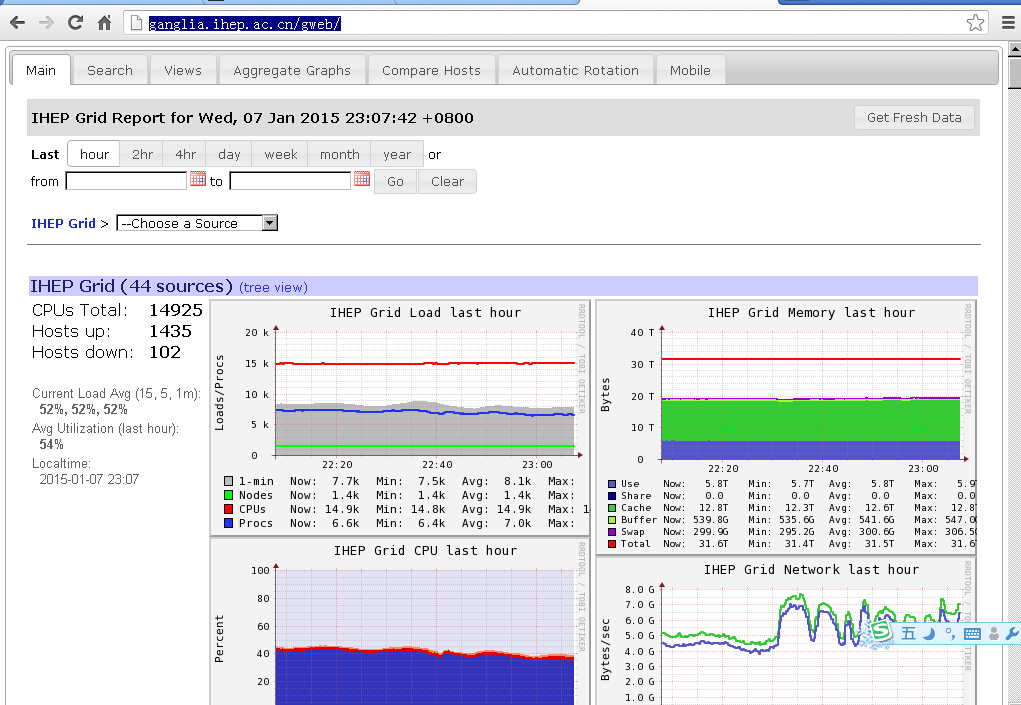 ganglia.ihep.ac.cn/gweb/
Main Search Views Aggregate Graphs Compare Hosts Automatic Rotation Mobile
IHEP Grid Report for Wed, 07 Jan 2015 23:07:42 +0800 Get Fresh Data
Last hour 2hr 4hr day week month year or
from to Go Clear
IHEP Grid > --Choose a Source
IHEP Grid (44 sources) (tree view)
CPUs Total: 14925
Hosts up: 1435
Hosts down: 102
Current Load Avg (15, 5, 1m):
52%, 52%, 52%
Avg Utilization (last hour):
54%
Localtime:
2015-01-07 23:07
IHEP Grid Load last hour
RRDTOOL / TOBI OETIKER
Loads/Procs
20 k
15 k
10 k
5 k
0
22:20 22:40 23:00
1-min Now: 7.7k Min: 7.5k Avg: 8.1k Max:
Nodes Now: 1.4k Min: 1.4k Avg: 1.4k Max:
CPUs Now: 14.9k Min: 14.8k Avg: 14.9k Max: 1
Procs Now: 6.6k Min: 6.4k Avg: 7.0k Max:
IHEP Grid Memory last hour
RRDTOOL / TOBI OETIKER
Bytes
40 T
30 T
20 T
10 T
0
22:20 22:40 23:00
Use Now: 5.8T Min: 5.7T Avg: 5.8T Max: 5.9
Share Now: 0.0 Min: 0.0 Avg: 0.0 Max: 0.0
Cache Now: 12.8T Min: 12.3T Avg: 12.6T Max: 12.8
Buffer Now: 539.8G Min: 535.6G Avg: 541.6G Max: 547.0
Swap Now: 299.9G Min: 295.2G Avg: 300.6G Max: 306.5
Total Now: 31.6T Min: 31.4T Avg: 31.5T Max: 31.6
IHEP Grid CPU last hour
RRDTOOL / TOBI OETIKER
Percent
100
80
60
40
20
IHEP Grid Network last hour
RRDTOOL / TOBI OETIKER
Bytes/sec
8.0 G
7.0 G
6.0 G
5.0 G
4.0 G
3.0 G
2.0 G
1.0 G
S 五